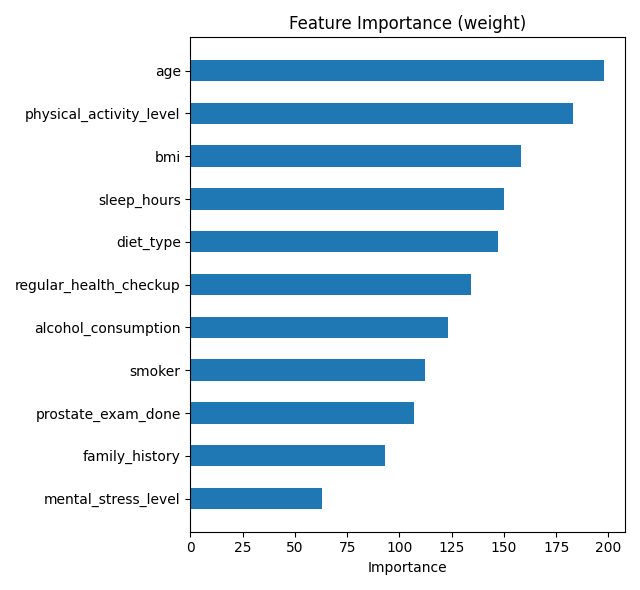 Feature Importance (weight)
age
physical_activity_level
bmi
sleep_hours
diet_type
regular_health_checkup
alcohol_consumption
smoker
prostate_exam_done
family_history
mental_stress_level
0 25 50 75 100 125 150 175 200
Importance